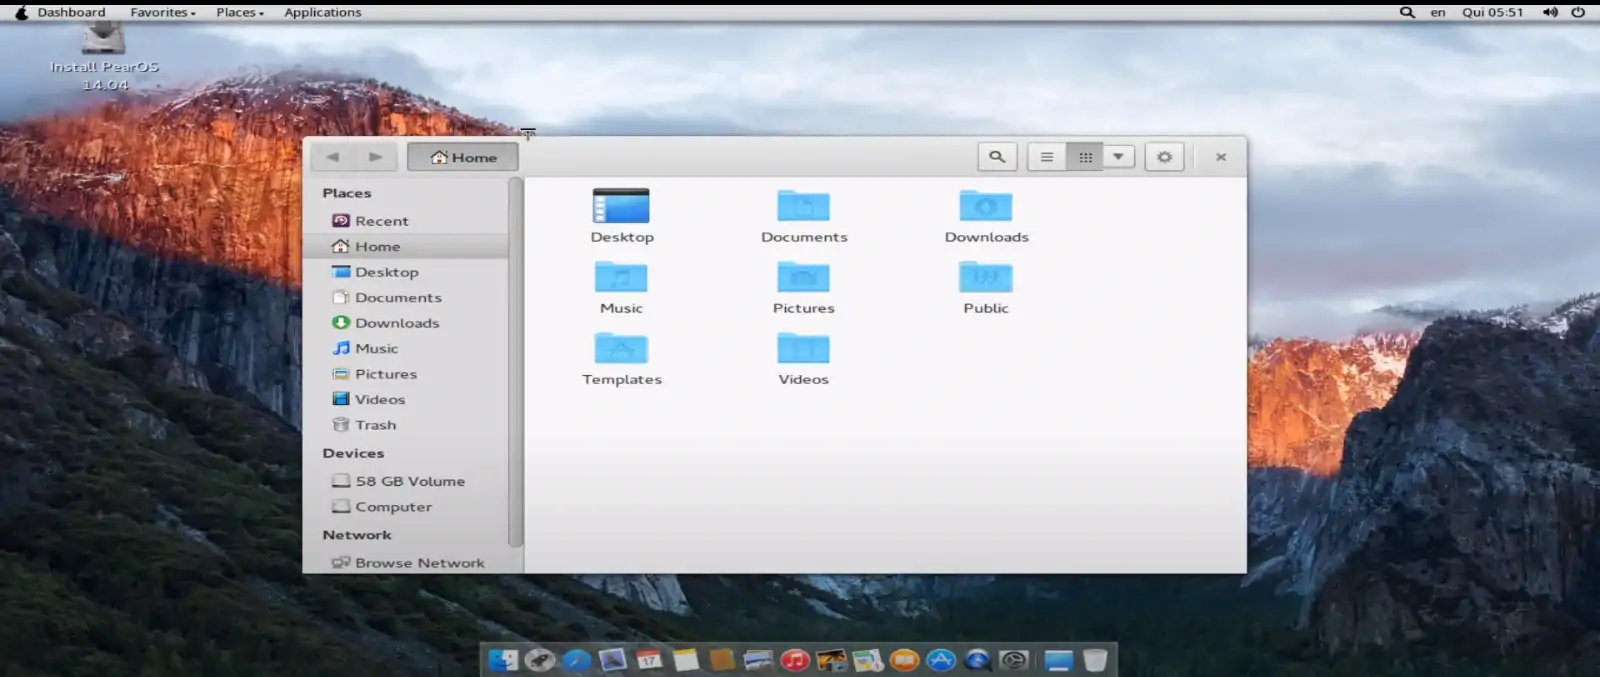 Dashboard Favorites Places Applications en Qui 05:51
Install PearOS
14.04
Home
Places
Recent
Home
Desktop
Documents
Downloads
Music
Pictures
Videos
Trash
Devices
58 GB Volume
Computer
Network
Browse Network
Desktop Documents Downloads
Music Pictures Public
Templates Videos
17